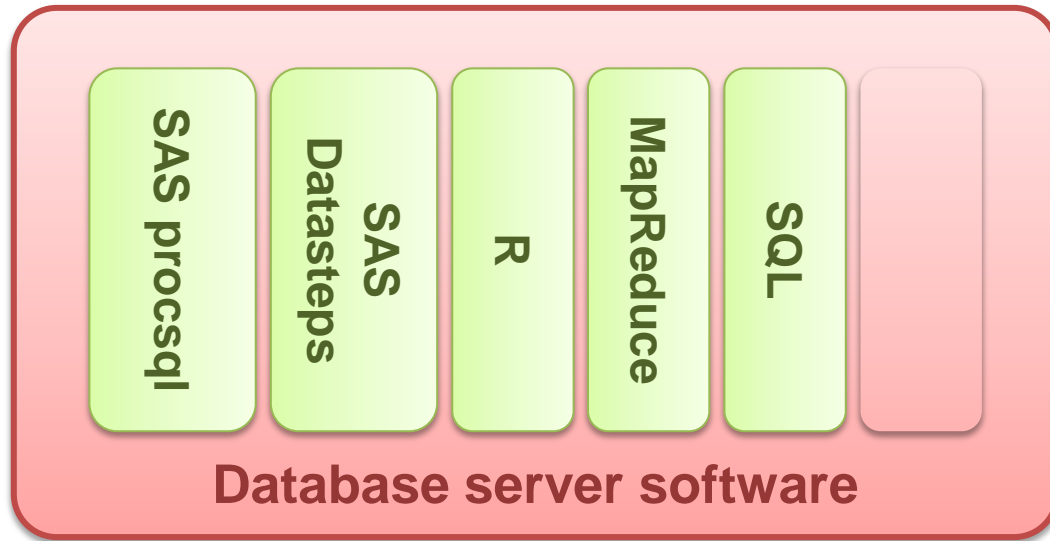 SAS procsql
SAS
Datasteps
R
MapReduce
SQL
Database server software